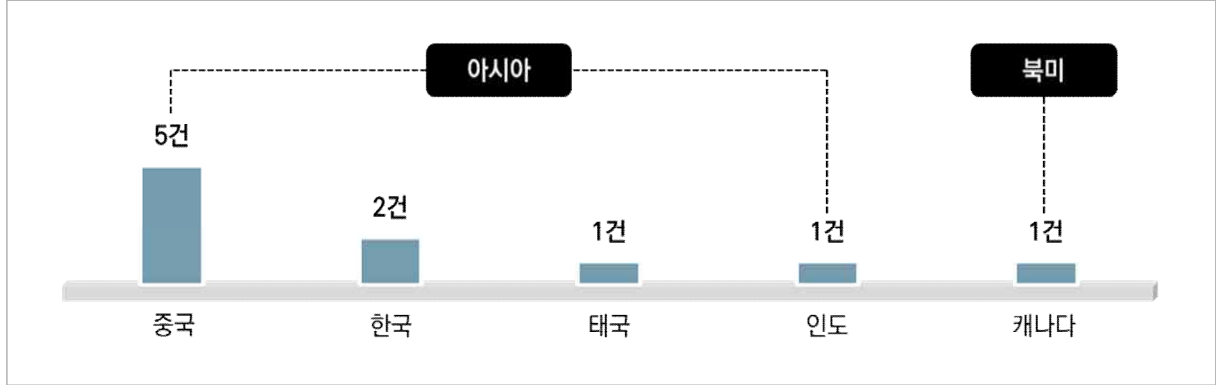 아시아 북미
5건
2건
1건 1건 1건
중국 한국 태국 인도 캐나다